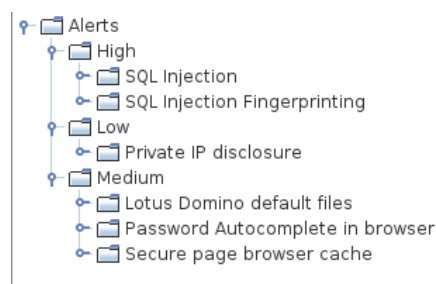 Alerts
High
SQL Injection
SQL Injection Fingerprinting
Low
Private IP disclosure
Medium
Lotus Domino default files
Password Autocomplete in browser
Secure page browser cache